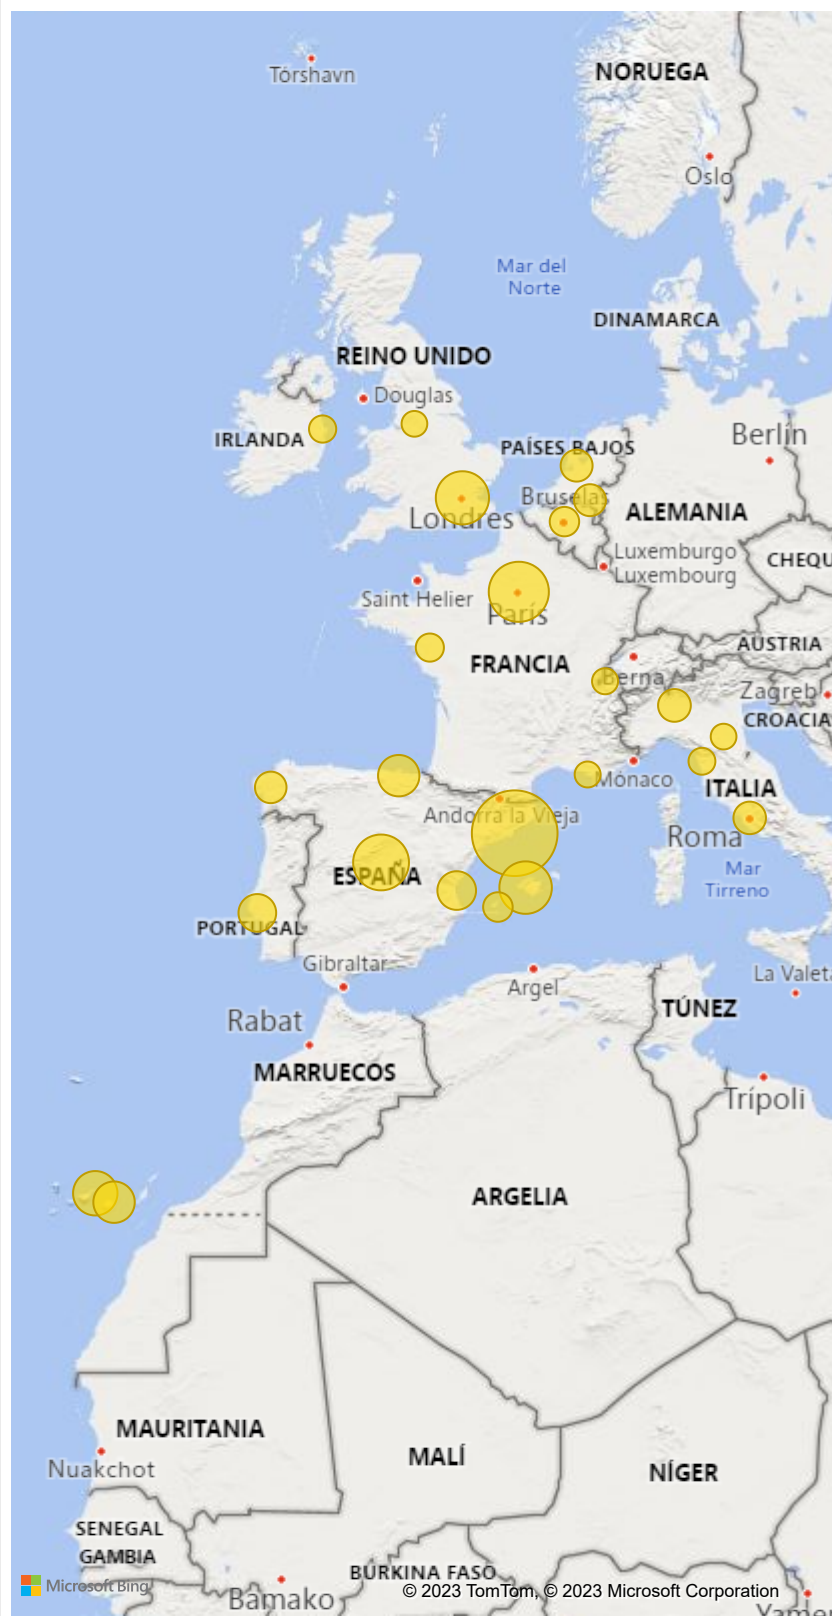 NORUEGA
Tórshavn
Oslo
Mar del
Norte
DINAMARCA
REINO UNIDO
Douglas
IRLANDA
PAÍSES BAJOS
Berlín
Bruselas
Londres
ALEMANIA
Luxemburgo
Luxembourg
CHEQU
Saint Helier
París
AUSTRIA
FRANCIA
Berna
Zagreb
CROACIA
Mónaco
ITALIA
Andorra la Vieja
Roma
Mar
Tirreno
ESPAÑA
PORTUGAL
Gibraltar
Argel
La Valeta
TÚNEZ
Rabat
MARRUECOS
Trípoli
ARGELIA
MAURITANIA
MALÍ
Nuakchot
NÍGER
SENEGAL
GAMBIA
BURKINA FASO
Microsoft Bing
© 2023 TomTom, © 2023 Microsoft Corporation
Bamako